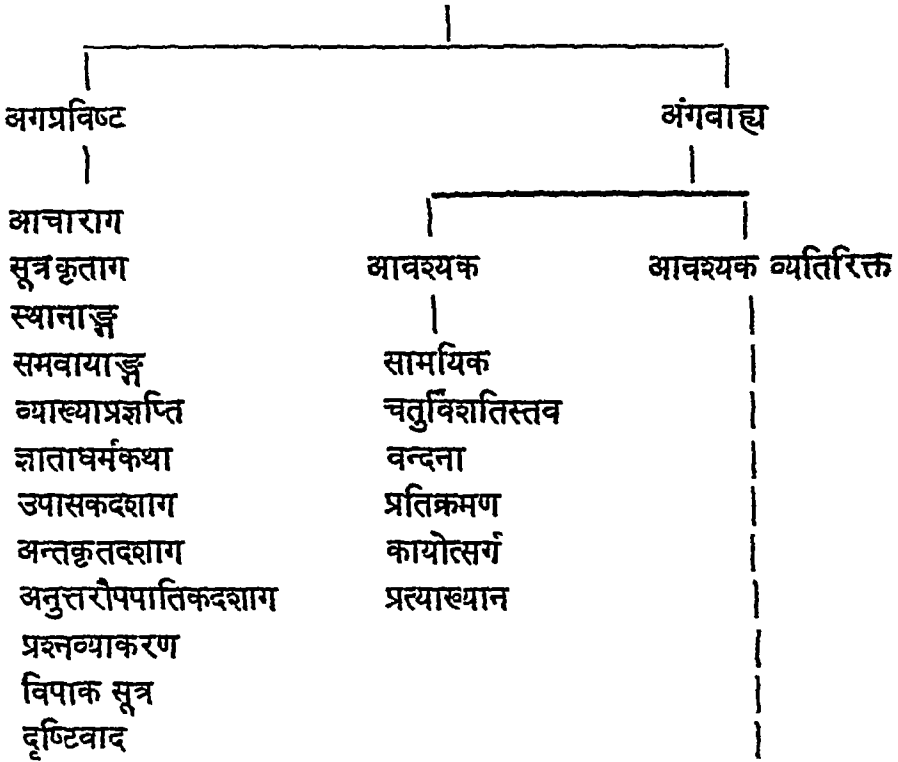 अगप्रविष्ट
अंगबाह्य
आचाराग
सूत्रकृताग
स्थानाङ्ग
समवायाङ्ग
व्याख्याप्रज्ञप्ति
ज्ञाताधर्मकथा
उपासकदशाग
अन्तकृतदशाग
अनुत्तरौपपातिकदशाग
प्रश्नव्याकरण
विपाक सूत्र
दृष्टिवाद
आवश्यक
सामयिक
चतुर्विशतिस्तव
वन्दना
प्रतिक्रमण
कायोत्सर्ग
प्रत्याख्यान
आवश्यक व्यतिरिक्त